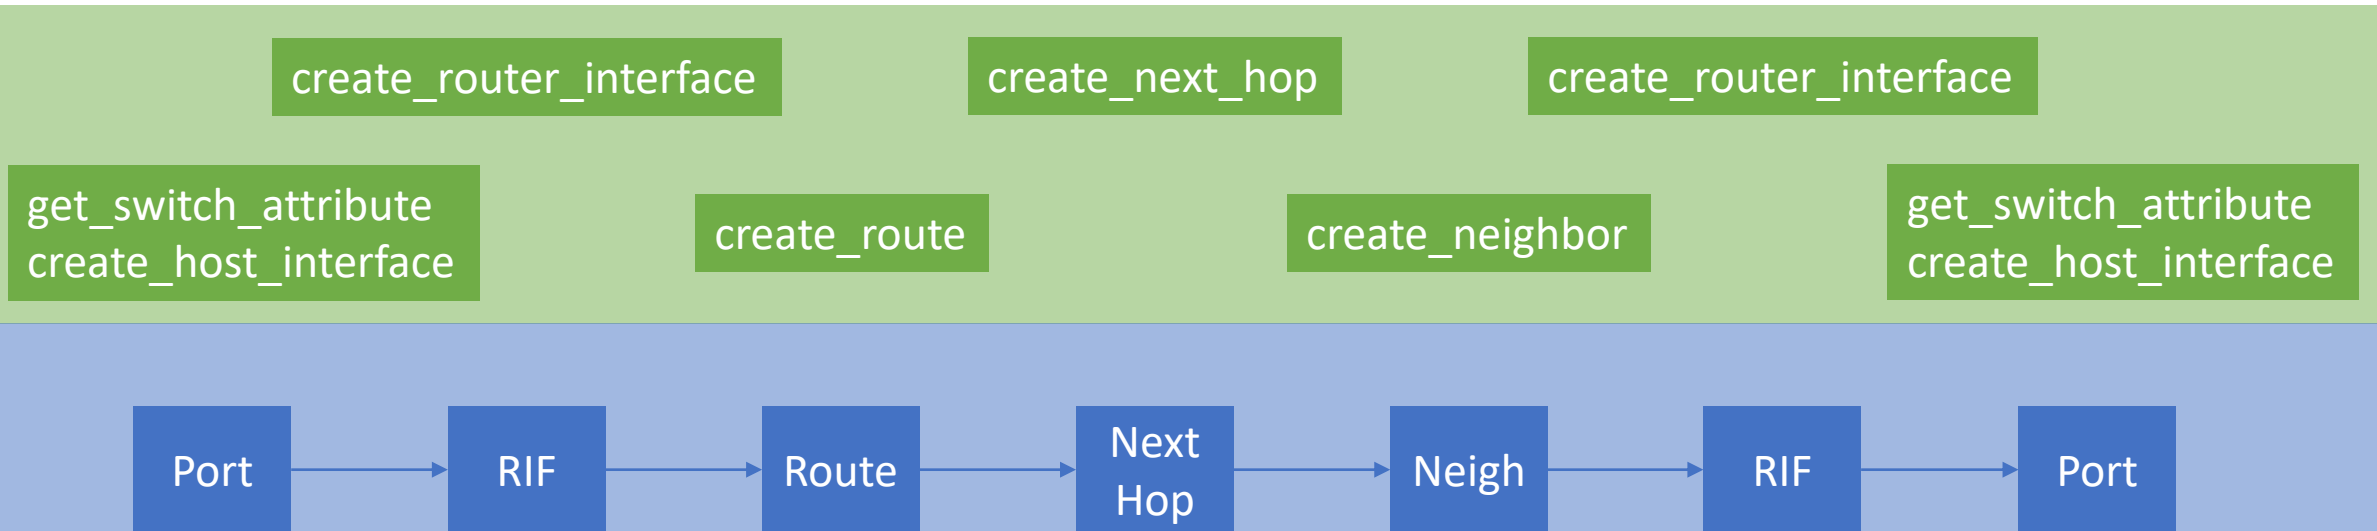 create_router_interface
create_next_hop
create_router_interface
get_switch_attribute
create_host_interface
create_route
create_neighbor
get_switch_attribute
create_host_interface
Port
RIF
Route
Next
Hop
Neigh
RIF
Port